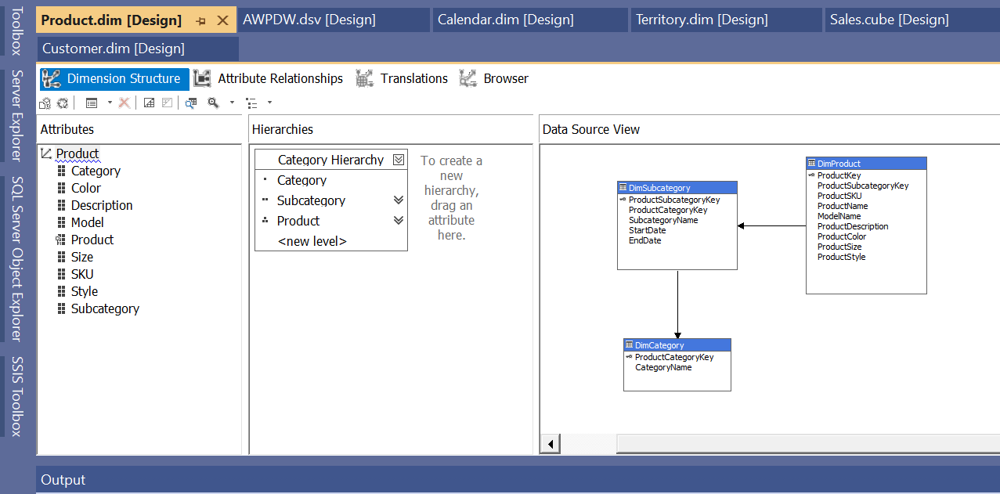 Toolbox
Server Explorer
SQL Server Object Explorer
SSIS Toolbox
Product.dim [Design]
AWPDW.dsv [Design]
Calendar.dim [Design]
Territory.dim [Design]
Sales.cube [Design]
Customer.dim [Design]
Dimension Structure
Attribute Relationships
Translations
Browser
Attributes
Product
Category
Color
Description
Model
Product
Size
SKU
Style
Subcategory
Hierarchies
Category Hierarchy
Category
Subcategory
Product
<new level>
To create a
new
hierarchy,
drag an
attribute
here.
Data Source View
DimSubcategory
ProductSubcategoryKey
ProductCategoryKey
SubcategoryName
StartDate
EndDate
DimProduct
ProductKey
ProductSubcategoryKey
ProductSKU
ProductName
ModelName
ProductDescription
ProductColor
ProductSize
ProductStyle
DimCategory
ProductCategoryKey
CategoryName
Output